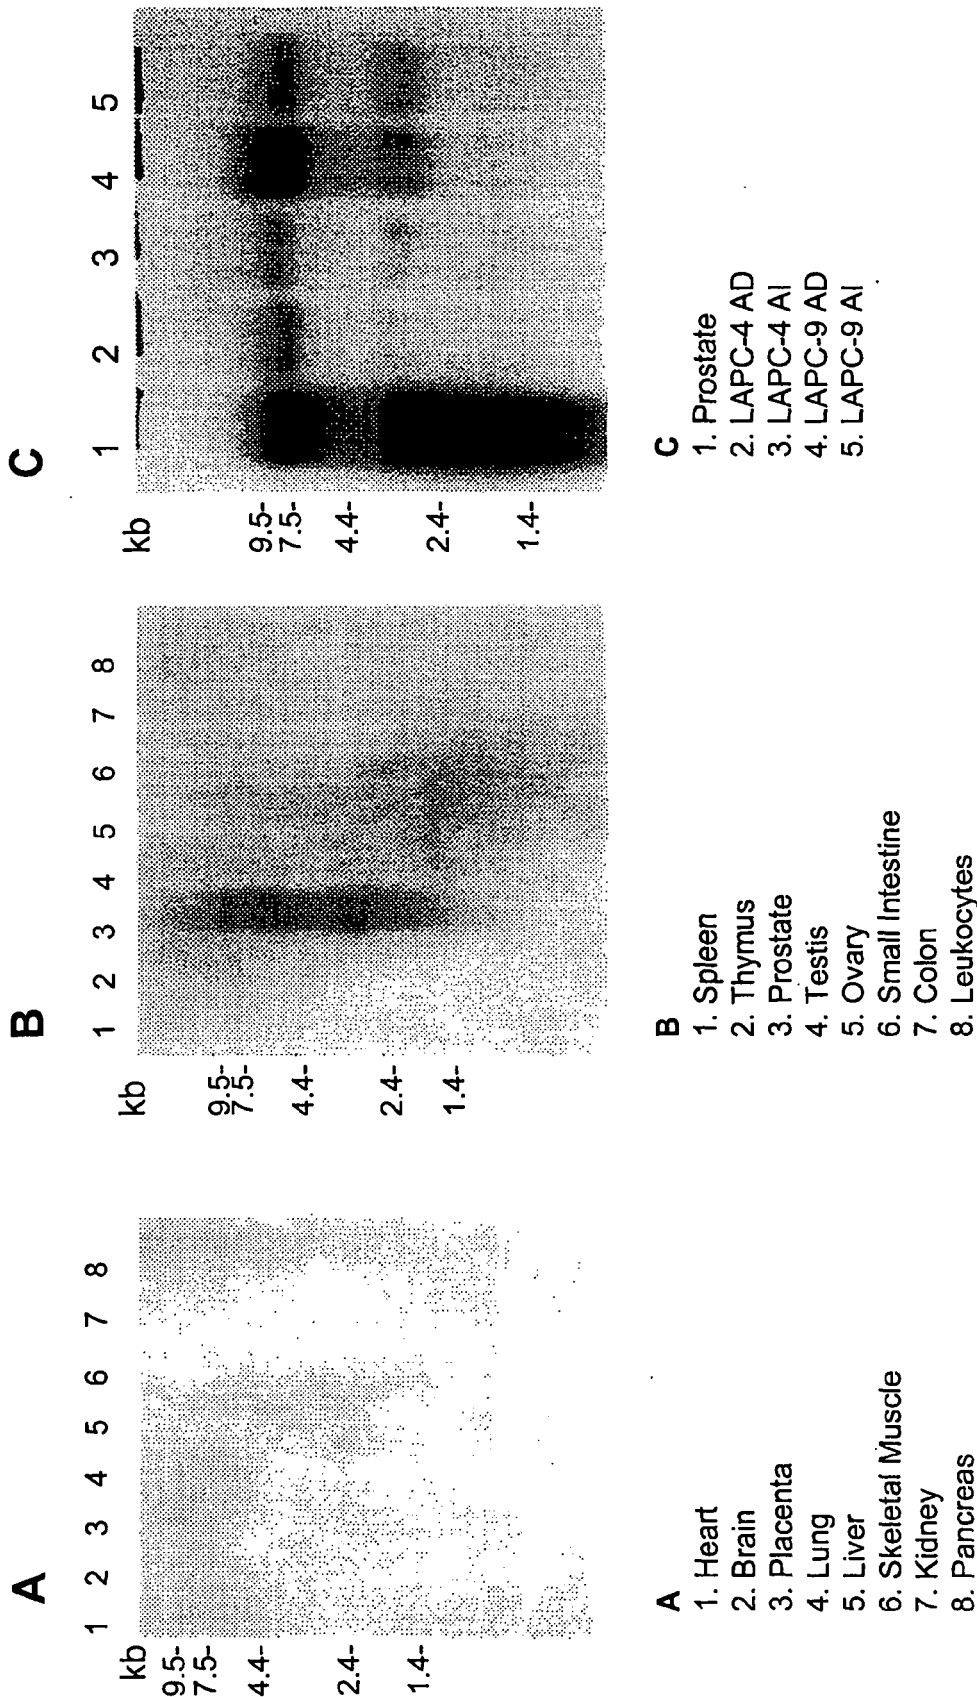 A
1 2 3 4 5 6 7 8
kb
9.5-
7.5-
4.4-
2.4-
1.4-
A
1. Heart
2. Brain
3. Placenta
4. Lung
5. Liver
6. Skeletal Muscle
7. Kidney
8. Pancreas
B
1 2 3 4 5 6 7 8
kb
9.5-
7.5-
4.4-
2.4-
1.4-
B
1. Spleen
2. Thymus
3. Prostate
4. Testis
5. Ovary
6. Small Intestine
7. Colon
8. Leukocytes
C
1 2 3 4 5
kb
9.5-
7.5-
4.4-
2.4-
1.4-
C
1. Prostate
2. LAPC-4 AD
3. LAPC-4 AI
4. LAPC-9 AD
5. LAPC-9 AI